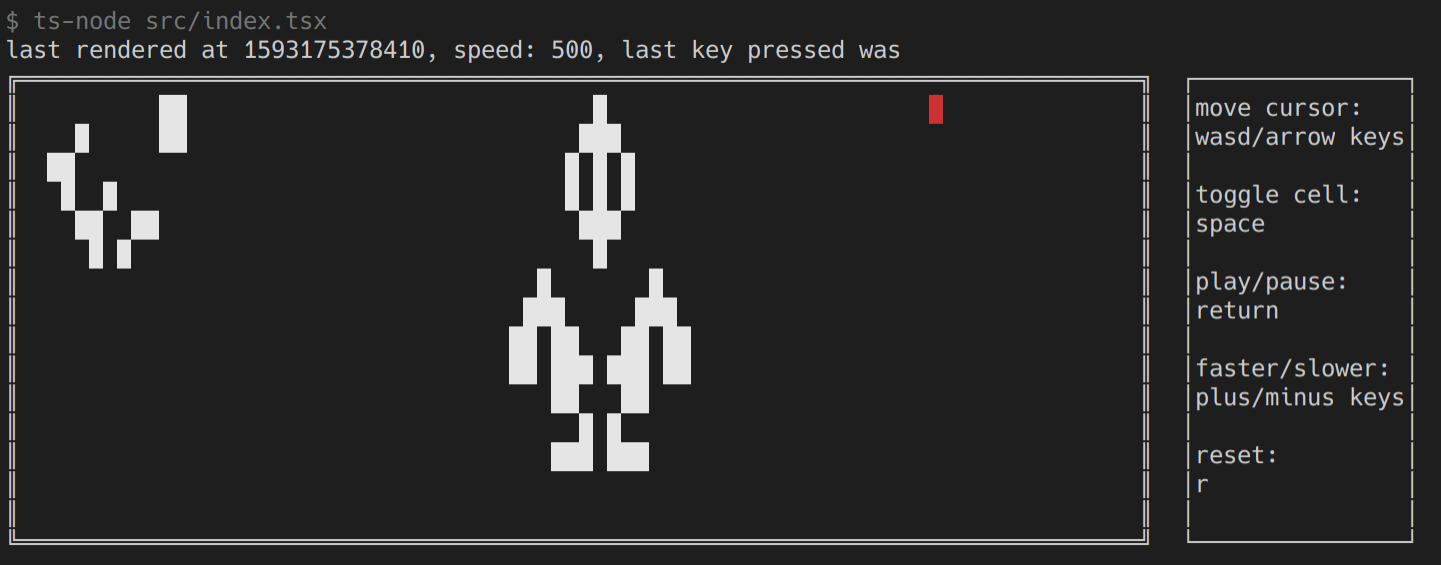 $ ts-node src/index.tsx
last rendered at 1593175378410, speed: 500, last key pressed was
move cursor:
wasd/arrow keys
toggle cell:
space
play/pause:
return
faster/slower:
plus/minus keys
reset:
r